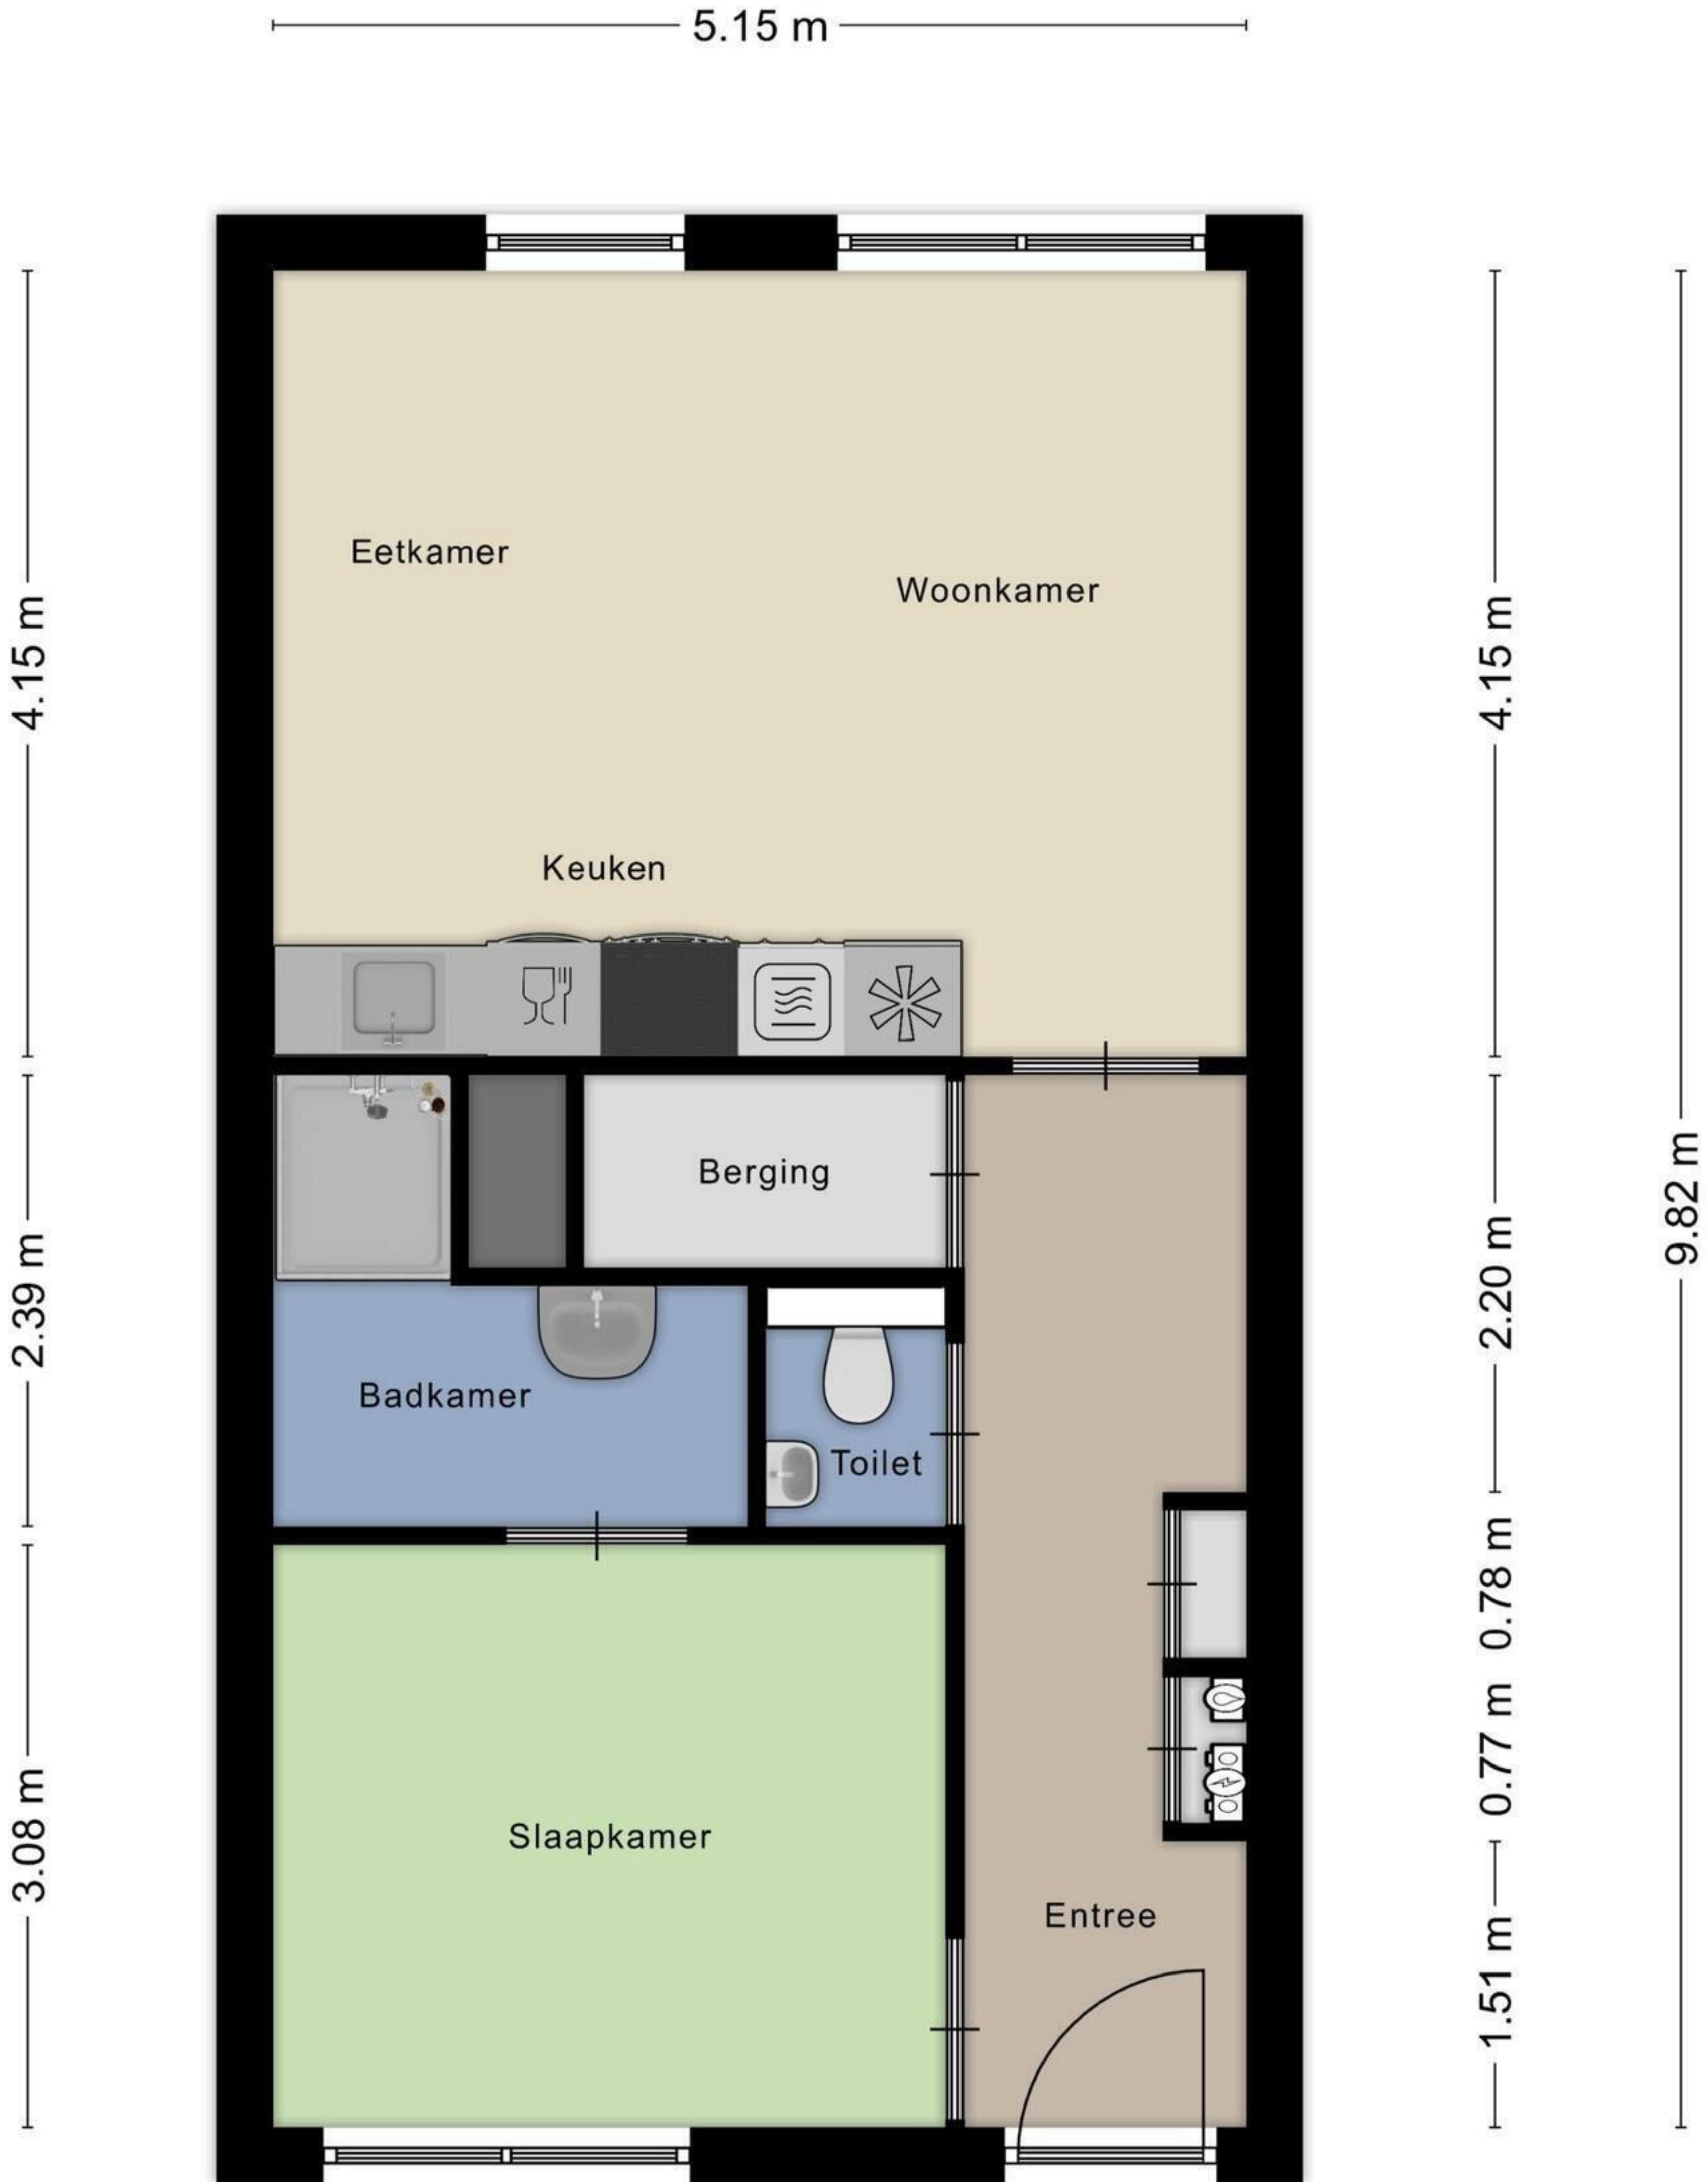 5.15 m
Eetkamer
Woonkamer
4.15 m
4.15 m
Keuken
Berging
9.82 m
2.39 m
2.20 m
Badkamer
Toilet
0.78 m
0.77 m
3.08 m
Slaapkamer
Entree
1.51 m